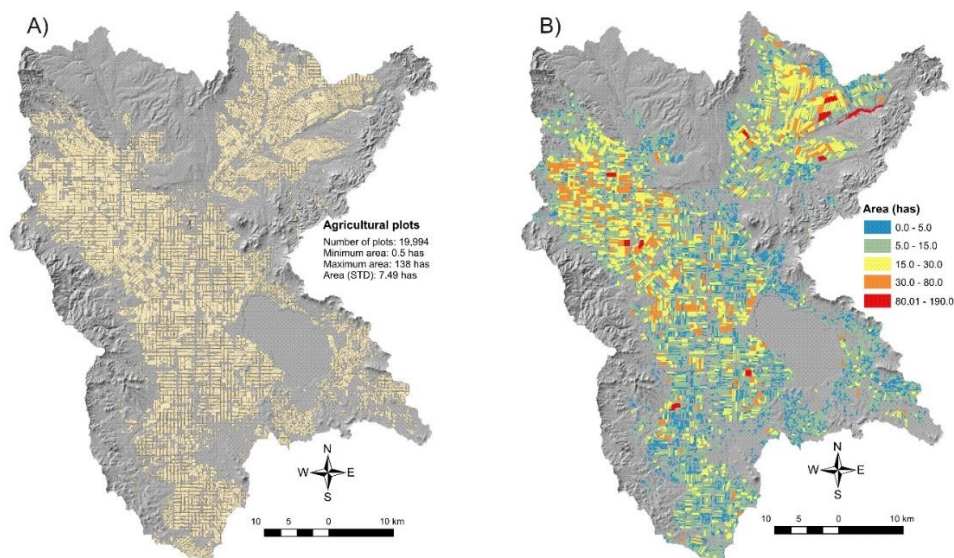 A)
Agricultural plots
Number of plots: 19,994
Minimum area: 0.5 has
Maximum area: 138 has
Area (STD): 7.49 has
N
W E
S
10 5 0 10 km
B)
Area (has)
0.0 - 5.0
5.0 - 15.0
15.0 - 30.0
30.0 - 80.0
80.01 - 190.0
N
W E
S
10 5 0 10 km